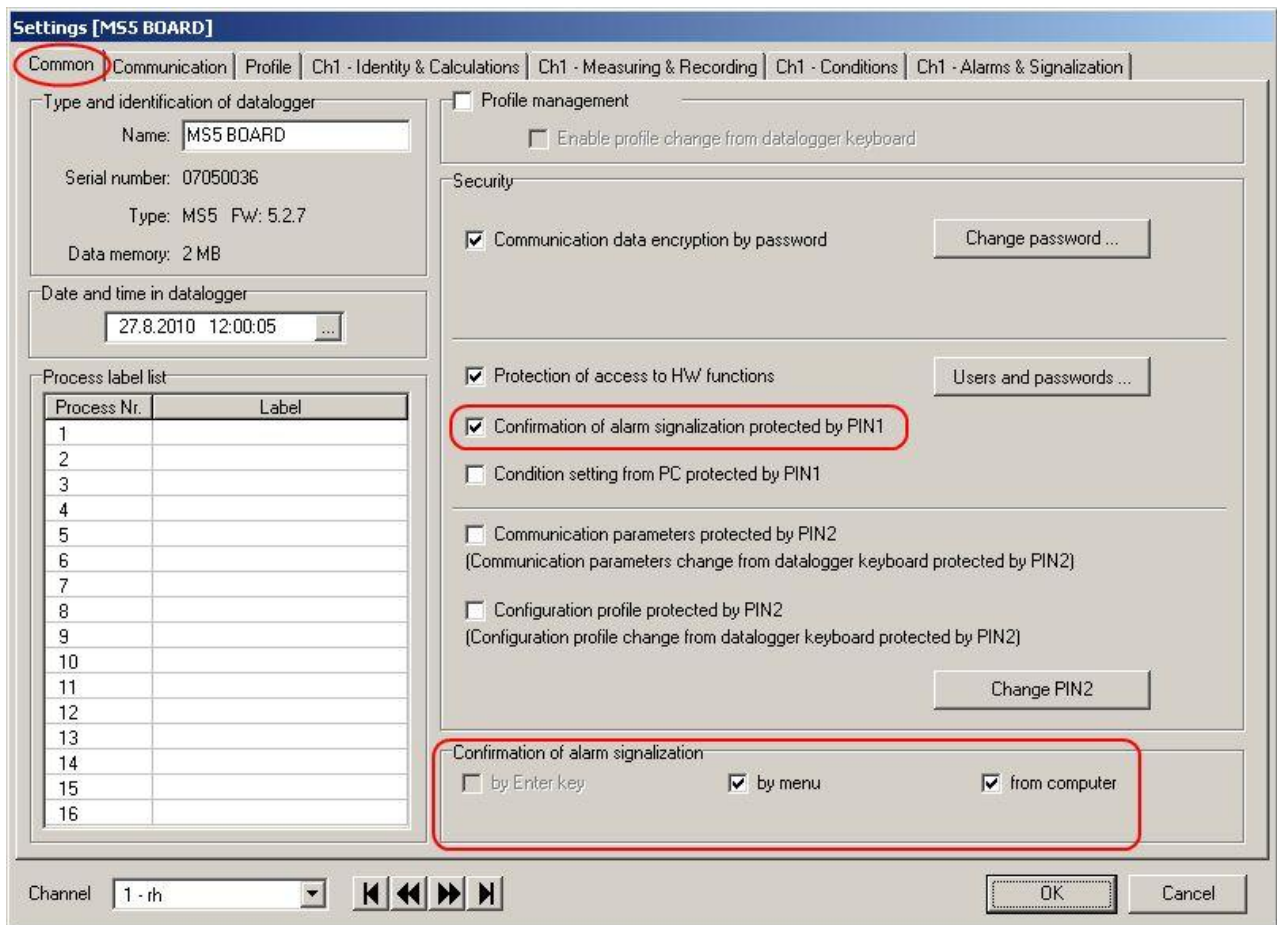 Settings [MS5 BOARD]
Common Communication Profile Ch1 - Identity & Calculations Ch1 - Measuring & Recording Ch1 - Conditions Ch1 - Alarms & Signalization
Type and identification of datalogger
Name: MS5 BOARD
Serial number: 07050036
Type: MS5 FW: 5.2.7
Data memory: 2 MB
Date and time in datalogger
27.8.2010 12:00:05 ...
Process label list
Process Nr. Label
1
2
3
4
5
6
7
8
9
10
11
12
13
14
15
16
Profile management
Enable profile change from datalogger keyboard
Security
Communication data encryption by password Change password ...
Protection of access to HW functions Users and passwords ...
Confirmation of alarm signalization protected by PIN1
Condition setting from PC protected by PIN1
Communication parameters protected by PIN2
(Communication parameters change from datalogger keyboard protected by PIN2)
Configuration profile protected by PIN2
(Configuration profile change from datalogger keyboard protected by PIN2)
Change PIN2
Confirmation of alarm signalization
by Enter key by menu from computer
Channel 1 - rh OK Cancel